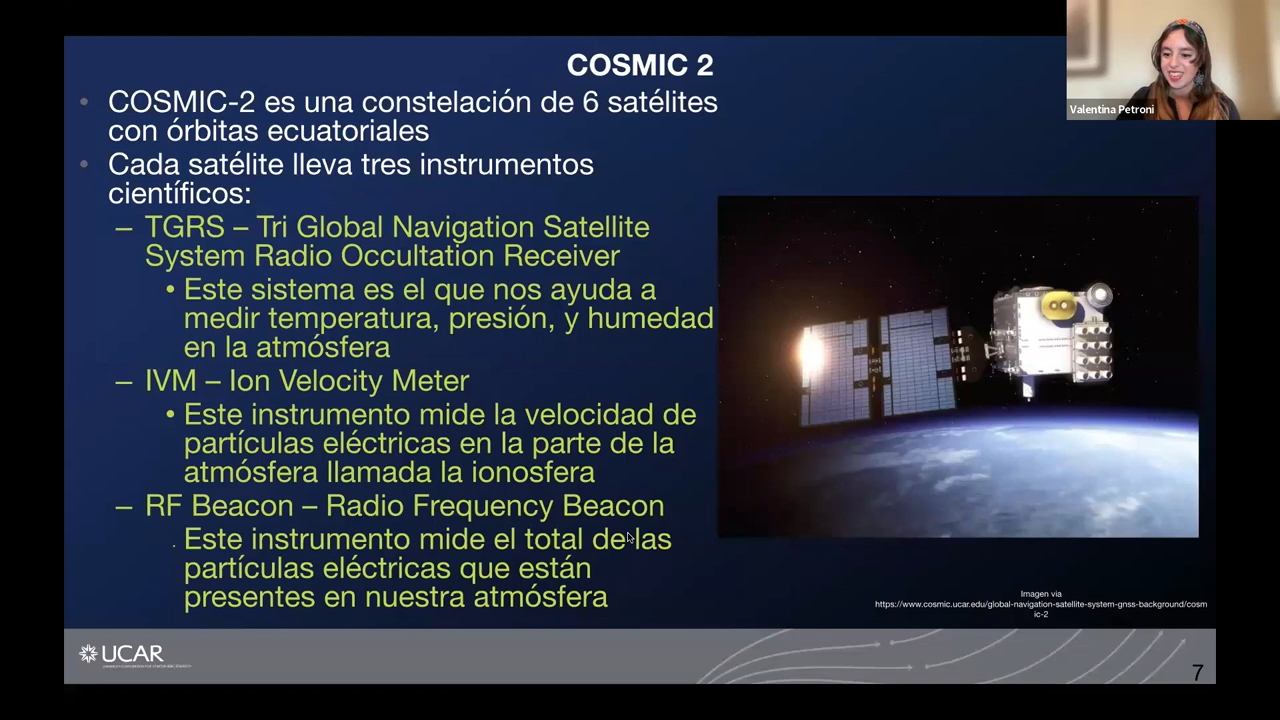 COSMIC 2
• COSMIC-2 es una constelación de 6 satélites
con órbitas ecuatoriales
• Cada satélite lleva tres instrumentos
científicos:
– TGRS – Tri Global Navigation Satellite
System Radio Occultation Receiver
• Este sistema es el que nos ayuda a
medir temperatura, presión, y humedad
en la atmósfera
– IVM – Ion Velocity Meter
• Este instrumento mide la velocidad de
partículas eléctricas en la parte de la
atmósfera llamada la ionosfera
– RF Beacon – Radio Frequency Beacon
. Este instrumento mide el total de las
partículas eléctricas que están
presentes en nuestra atmósfera
Valentina Petroni
Imagen via
https://www.cosmic.ucar.edu/global-navigation-satellite-system-gnss-background/cosm
ic-2
UCAR
7